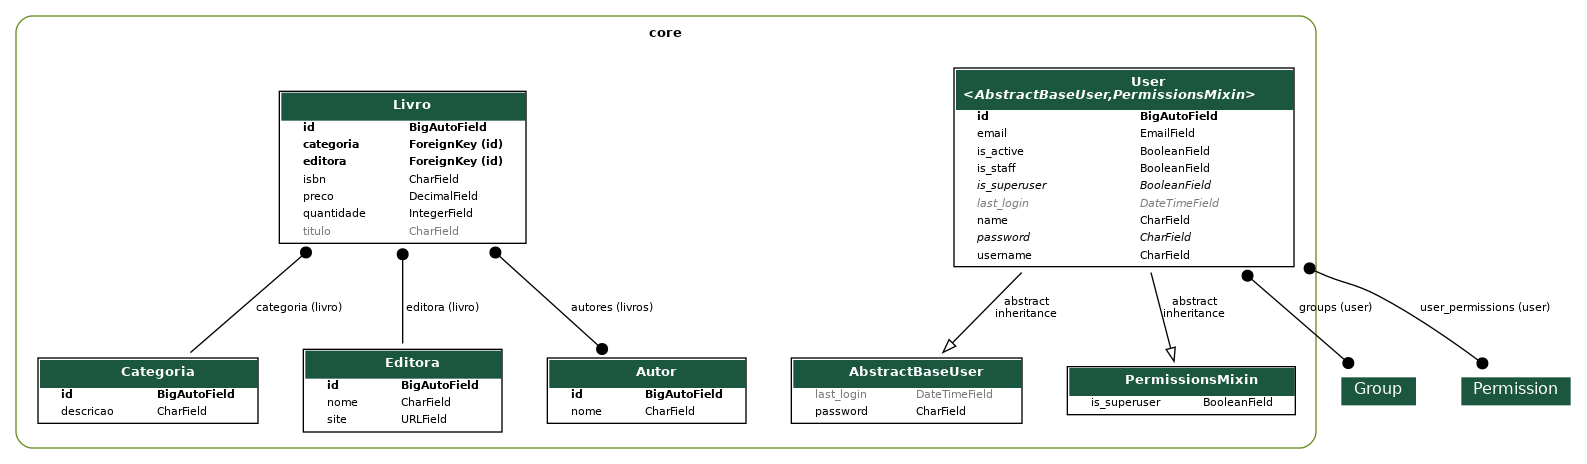 core
Livro
id BigAutoField
categoria ForeignKey (id)
editora ForeignKey (id)
isbn CharField
preco DecimalField
quantidade IntegerField
titulo CharField
User
<AbstractBaseUser,PermissionsMixin>
id BigAutoField
email EmailField
is_active BooleanField
is_staff BooleanField
is_superuser BooleanField
last_login DateTimeField
name CharField
password CharField
username CharField
categoria (livro)
editora (livro)
autores (livros)
abstract
inheritance
abstract
inheritance
groups (user)
user_permissions (user)
Categoria
id BigAutoField
descricao CharField
Editora
id BigAutoField
nome CharField
site URLField
Autor
id BigAutoField
nome CharField
AbstractBaseUser
last_login DateTimeField
password CharField
PermissionsMixin
is_superuser BooleanField
Group
Permission